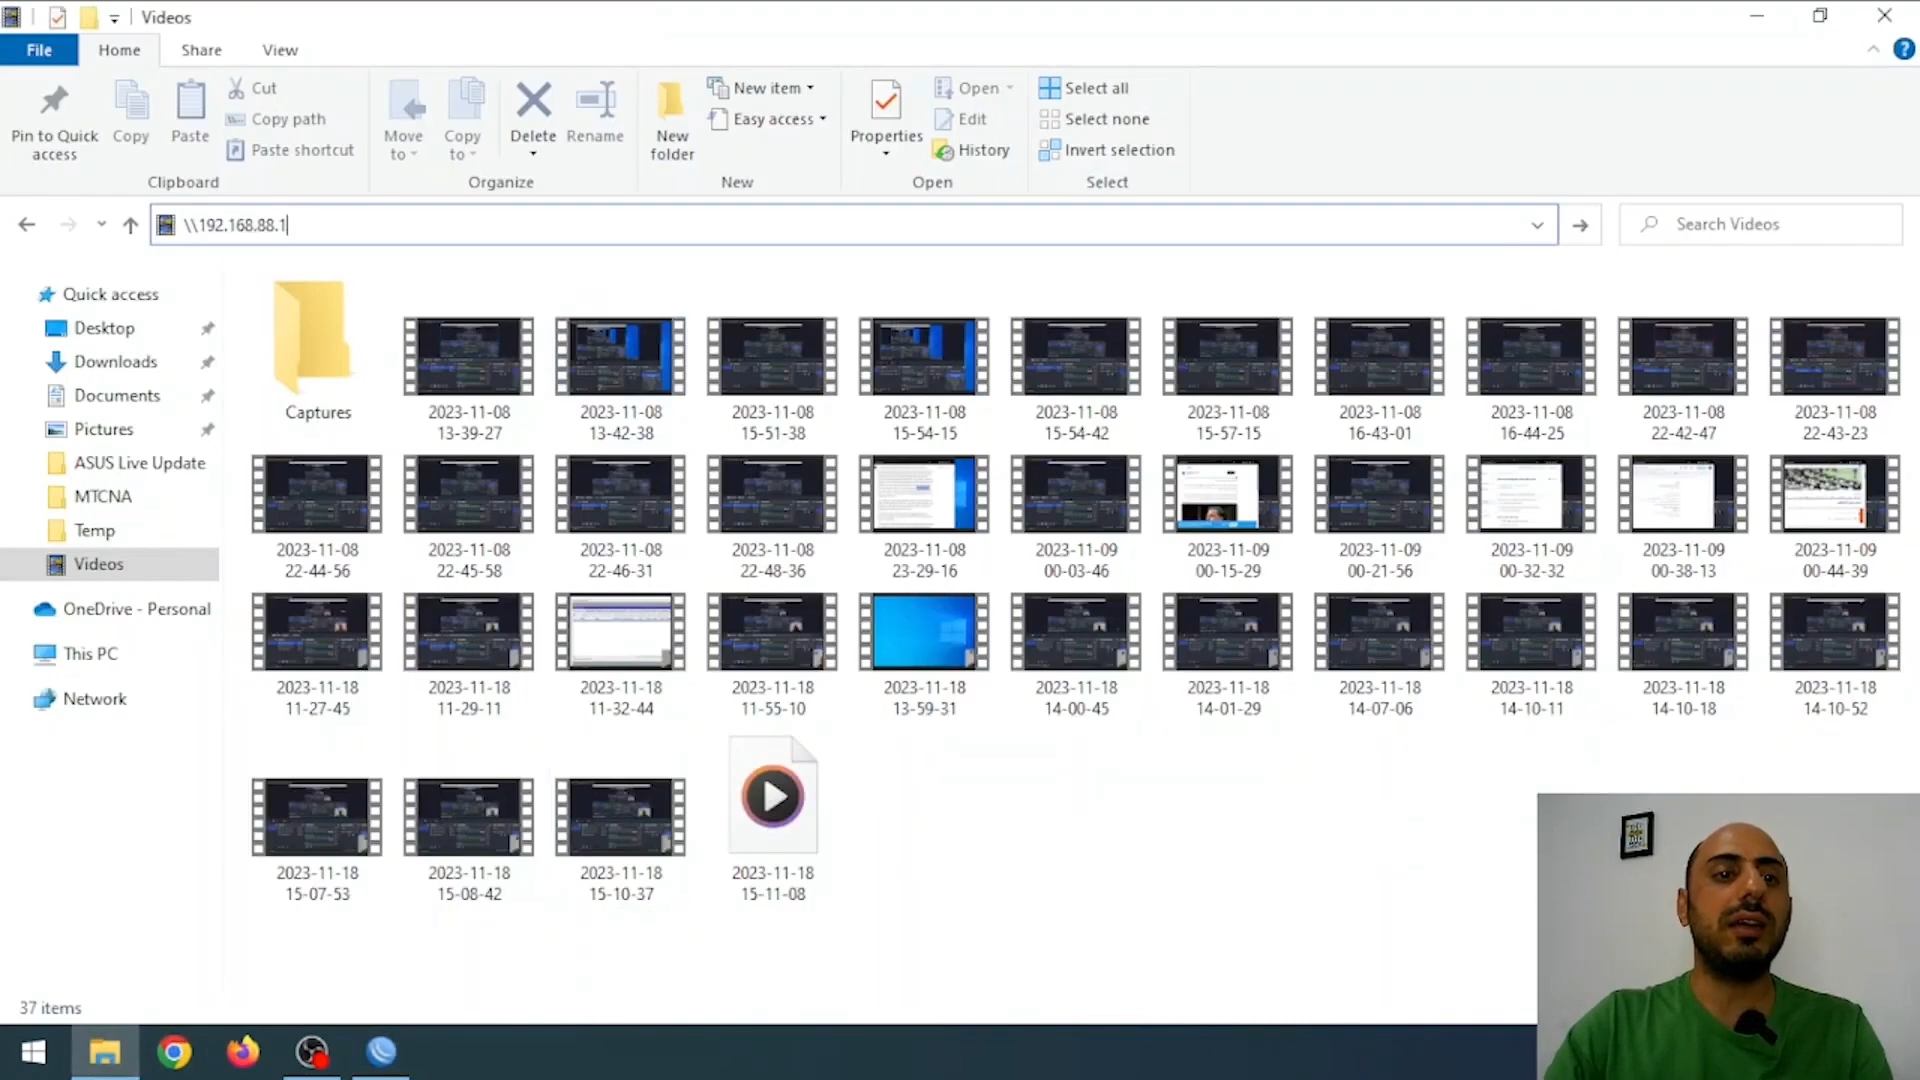 Videos
File Home Share View
Pin to Quick access
Copy
Paste
Cut
Copy path
Paste shortcut
Clipboard
Move to
Copy to
Delete
Rename
Organize
New folder
New item
Easy access
New
Properties
Open
Edit
History
Open
Select all
Select none
Invert selection
Select
\\192.168.88.1
Search Videos
Quick access
Desktop
Downloads
Documents
Pictures
ASUS Live Update
MTCNA
Temp
Videos
OneDrive - Personal
This PC
Network
Captures
2023-11-08 13-39-27
2023-11-08 13-42-38
2023-11-08 15-51-38
2023-11-08 15-54-15
2023-11-08 15-54-42
2023-11-08 15-57-15
2023-11-08 16-43-01
2023-11-08 16-44-25
2023-11-08 22-42-47
2023-11-08 22-43-23
2023-11-08 22-44-56
2023-11-08 22-45-58
2023-11-08 22-46-31
2023-11-08 22-48-36
2023-11-08 23-29-16
2023-11-09 00-03-46
2023-11-09 00-15-29
2023-11-09 00-21-56
2023-11-09 00-32-32
2023-11-09 00-38-13
2023-11-09 00-44-39
2023-11-18 11-27-45
2023-11-18 11-29-11
2023-11-18 11-32-44
2023-11-18 11-55-10
2023-11-18 13-59-31
2023-11-18 14-00-45
2023-11-18 14-01-29
2023-11-18 14-07-06
2023-11-18 14-10-11
2023-11-18 14-10-18
2023-11-18 14-10-52
2023-11-18 15-07-53
2023-11-18 15-08-42
2023-11-18 15-10-37
2023-11-18 15-11-08
37 items